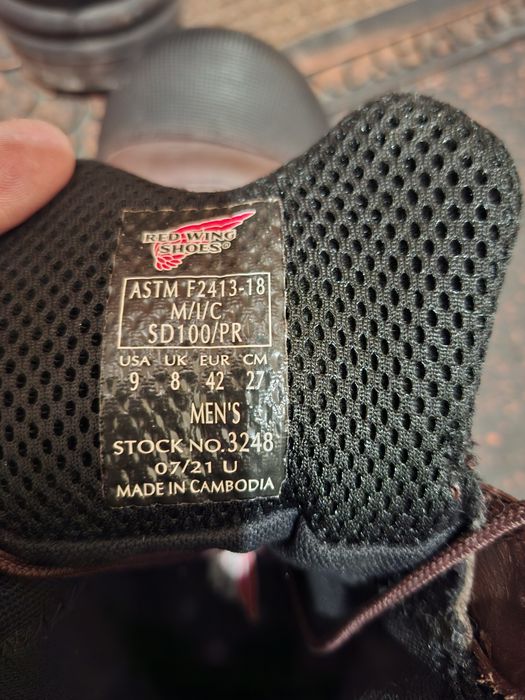 RED WING
SHOES®
ASTM F2413-18
M/I/C
SD100/PR
USA UK EUR CM
9 8 42 27
MEN'S
STOCK NO.3248
07/21 U
MADE IN CAMBODIA